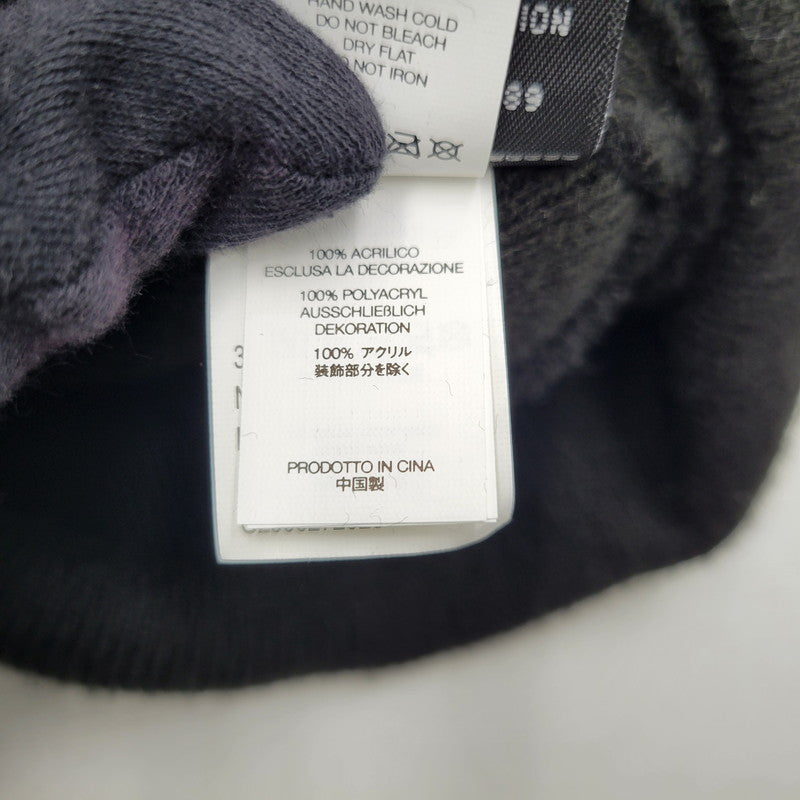 HAND WASH COLD
DO NOT BLEACH
DRY FLAT
NOT IRON
99
100% ACRILICO
ESCLUSA LA DECORAZIONE
100% POLYACRYL
AUSSCHLIEßLICH
DEKORATION
100% アクリル
装飾部分を除く
PRODOTTO IN CINA
中国製